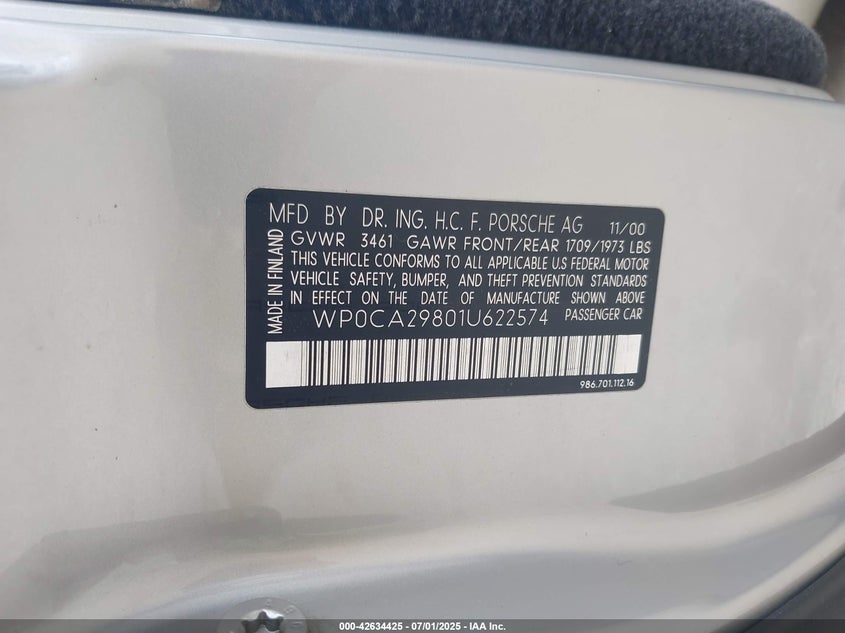 MFD BY DR. ING. H.C. F. PORSCHE AG 11/00
GVWR 3461 GAWR FRONT/REAR 1709/1973 LBS
THIS VEHICLE CONFORMS TO ALL APPLICABLE U.S FEDERAL MOTOR
VEHICLE SAFETY, BUMPER, AND THEFT PREVENTION STANDARDS
IN EFFECT ON THE DATE OF MANUFACTURE SHOWN ABOVE
WP0CA29801U622574 PASSENGER CAR
MADE IN FINLAND
986.701.112.16
000-42634425 | 07/01/2025 - IAA Inc.